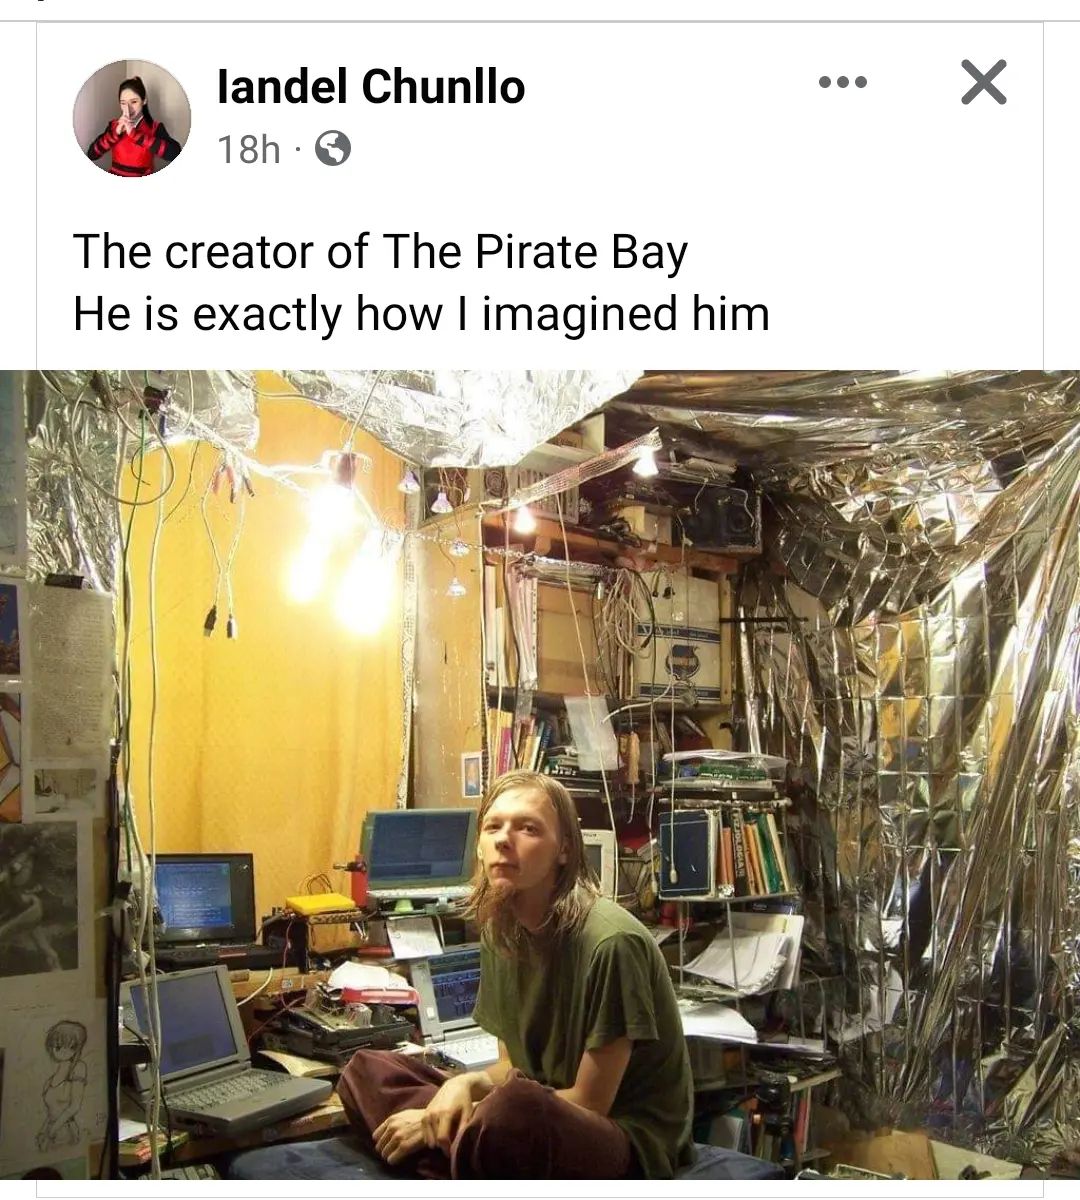 Iandel Chunllo
18h ·
The creator of The Pirate Bay
He is exactly how I imagined him